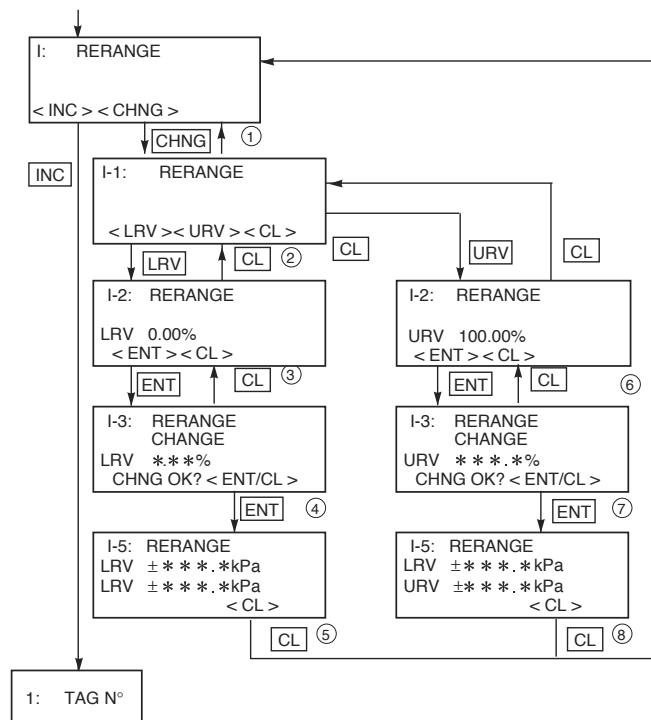 I: RERANGE
< INC > < CHNG >
CHNG ①
INC
I-1: RERANGE
< LRV >< URV >< CL >
LRV
CL ②
CL
URV
CL
I-2: RERANGE
LRV 0.00%
< ENT >< CL >
I-2: RERANGE
URV 100.00%
< ENT >< CL >
ENT
CL ③
ENT
CL
⑥
I-3: RERANGE
CHANGE
LRV *.**%
CHNG OK? < ENT/CL >
I-3: RERANGE
CHANGE
URV ***.*%
CHNG OK? < ENT/CL >
ENT ④
ENT ⑦
I-5: RERANGE
LRV ±***.*kPa
LRV ±***.*kPa
< CL >
I-5: RERANGE
LRV ±***.*kPa
URV ±***.*kPa
< CL >
CL ⑤
CL ⑧
1: TAG N°